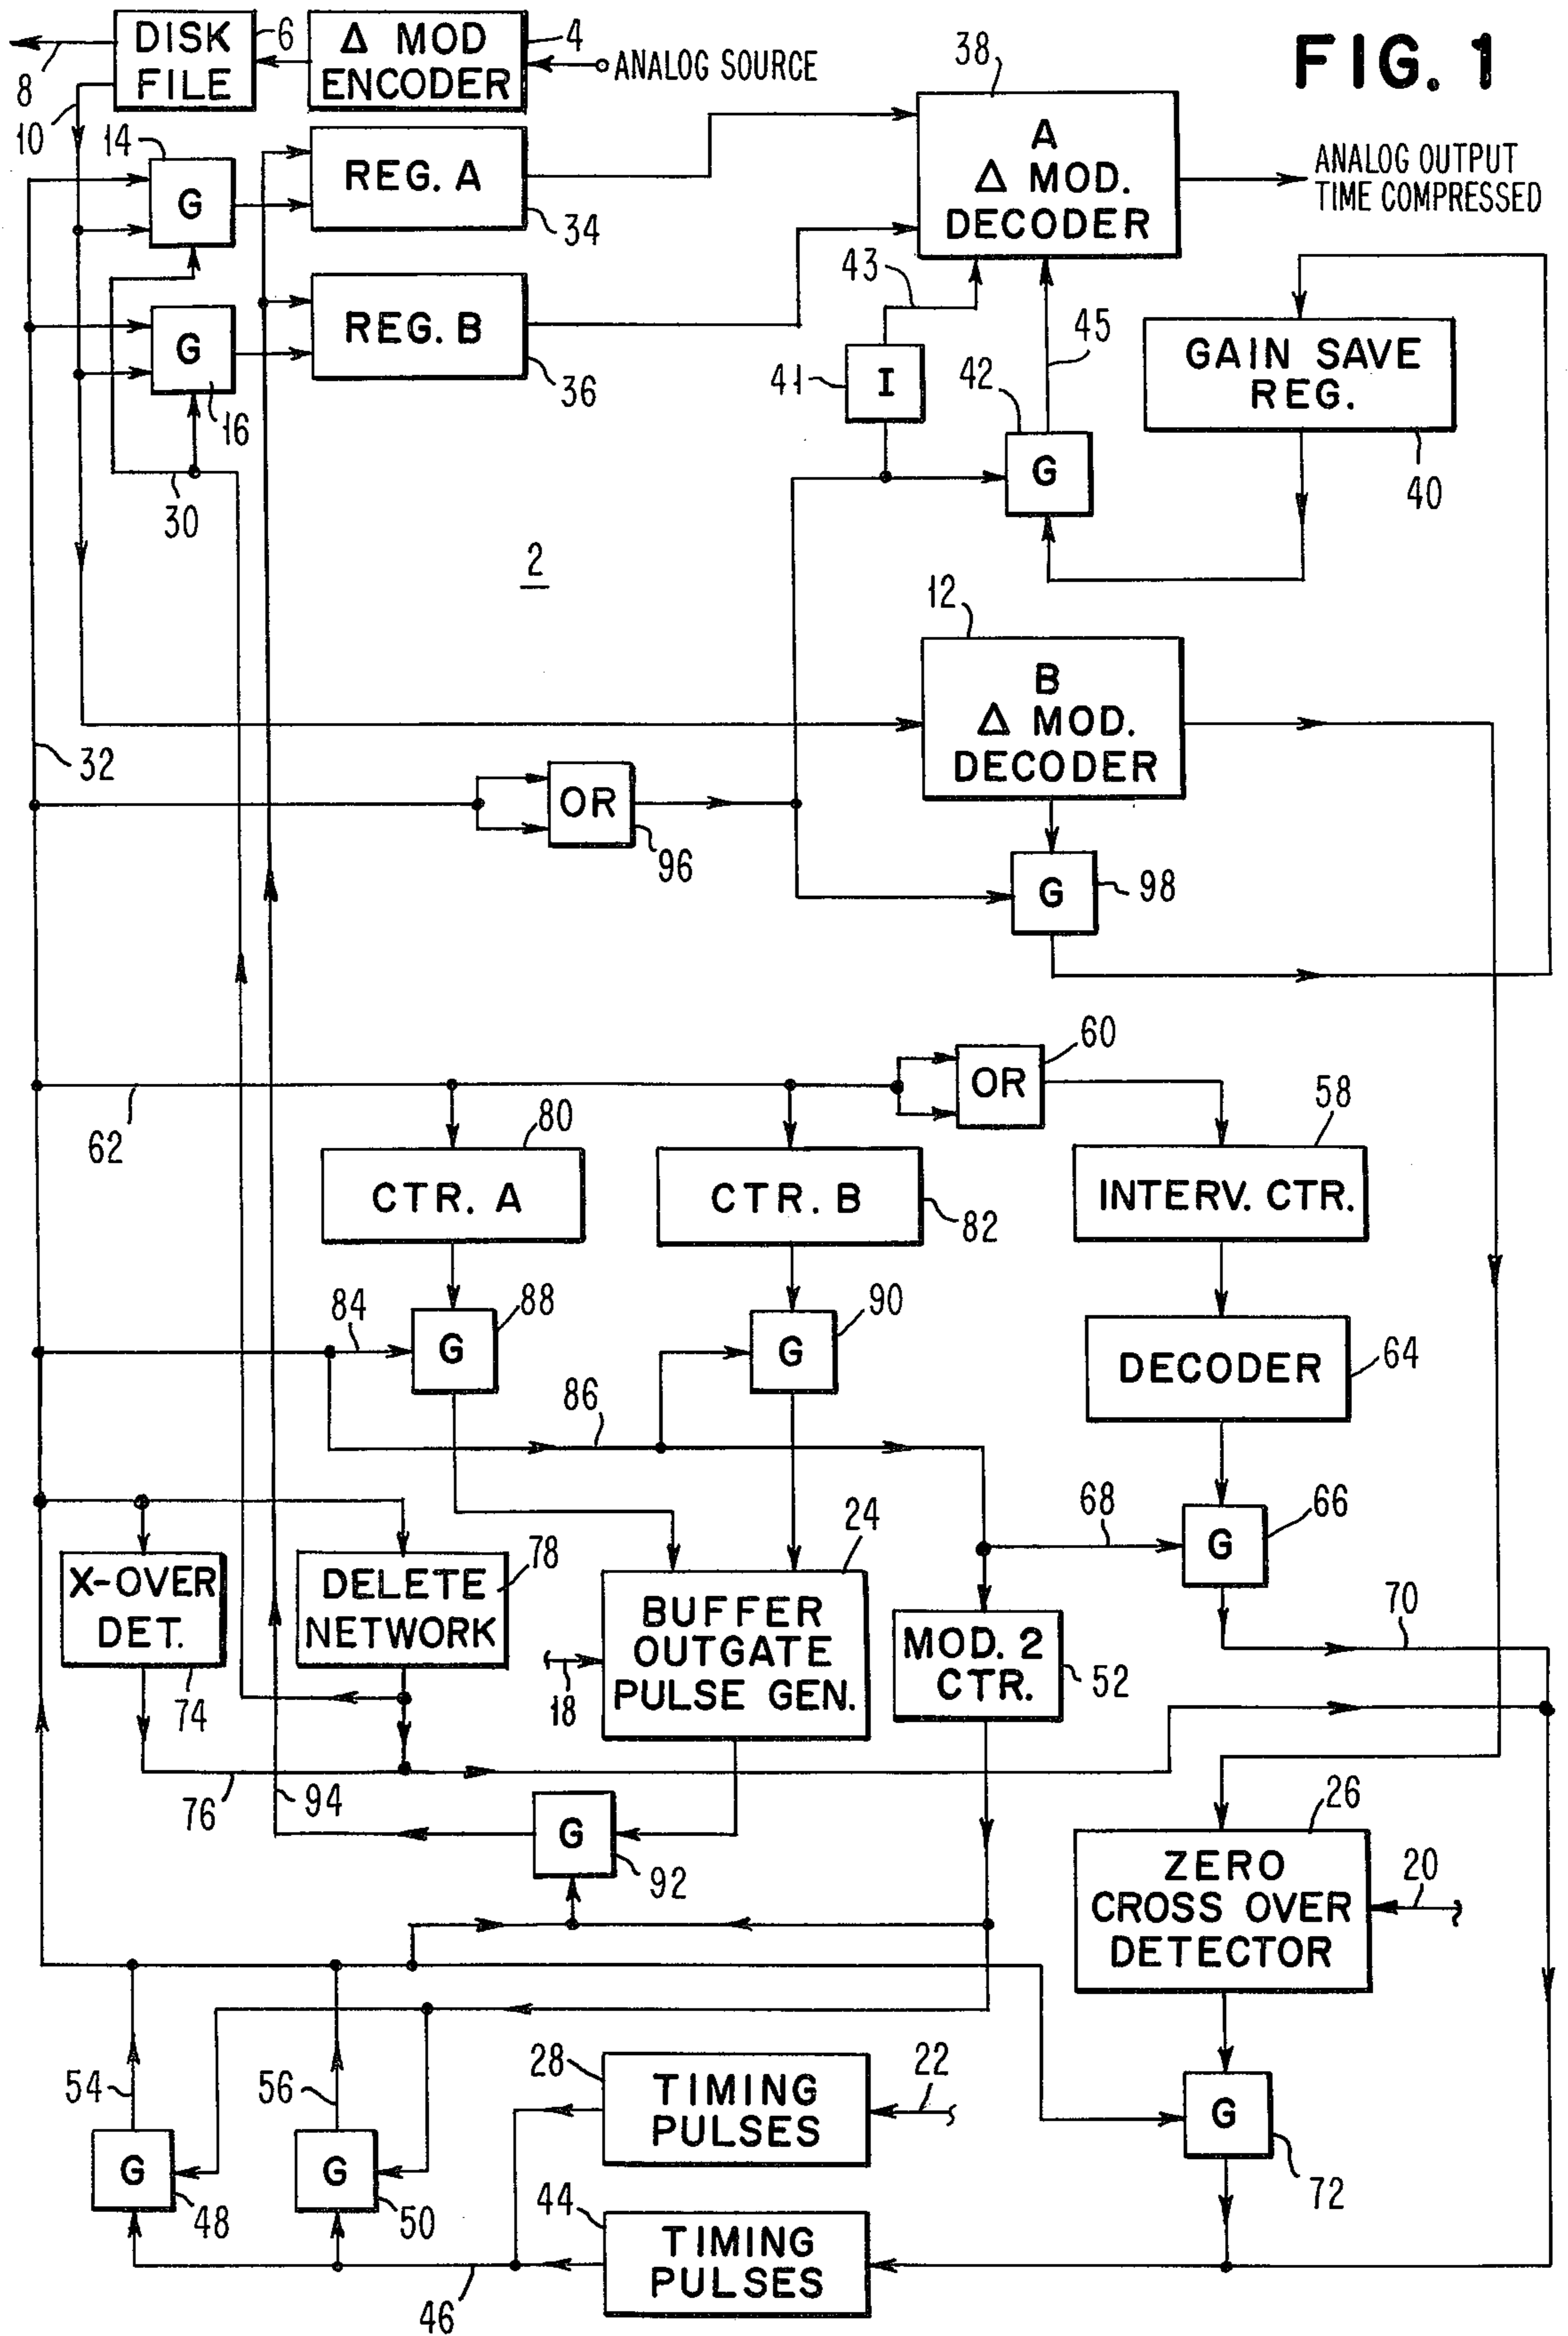 FIG. 1
DISK
FILE
6
Δ MOD
ENCODER
4
ANALOG SOURCE
8
10
14
G
REG. A
34
38
A
Δ MOD.
DECODER
ANALOG OUTPUT
TIME COMPRESSED
G
16
REG. B
36
43
41
I
42
45
G
GAIN SAVE
REG.
40
30
2
12
B
Δ MOD.
DECODER
32
OR
96
G
98
62
OR
60
58
80
CTR. A
CTR. B
82
INTERV. CTR.
84
G
88
G
90
DECODER
64
86
68
G
66
X-OVER
DET.
74
DELETE
NETWORK
78
24
BUFFER
OUTGATE
PULSE GEN.
18
MOD. 2
CTR.
52
70
76
94
G
92
26
ZERO
CROSS OVER
DETECTOR
20
54
56
28
TIMING
PULSES
22
G
48
G
50
G
72
44
TIMING
PULSES
46